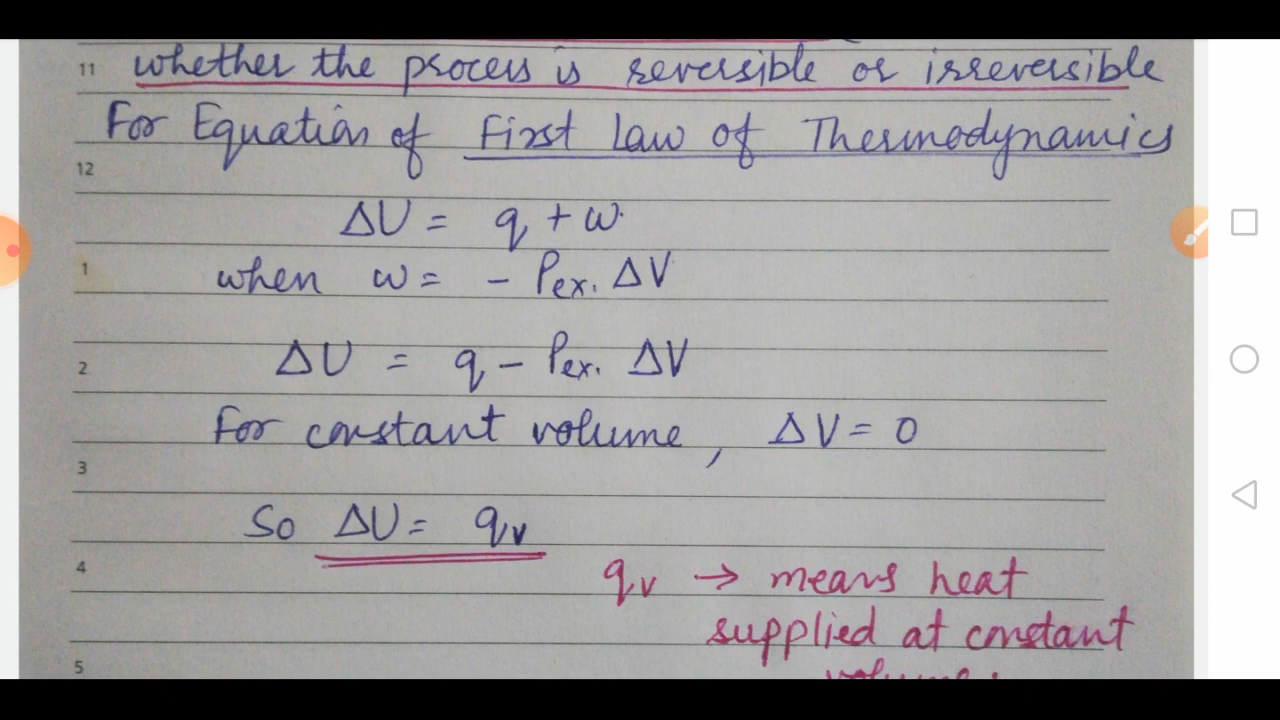 11 whether the process is reversible or irreversible
For Equation of First Law of Thermodynamics
12
ΔU = q + w
1 when w = - Pex. ΔV
2 ΔU = q - Pex. ΔV
For constant volume, ΔV = 0
3
So ΔU = qv
4 qv → means heat
supplied at constant
5 volume.